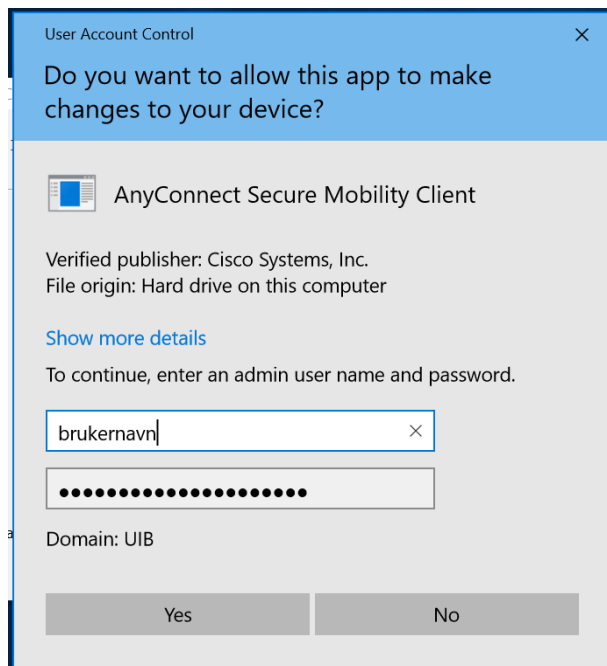 User Account Control
Do you want to allow this app to make
changes to your device?
AnyConnect Secure Mobility Client
Verified publisher: Cisco Systems, Inc.
File origin: Hard drive on this computer
Show more details
To continue, enter an admin user name and password.
brukernavn
●●●●●●●●●●●●●●●●●●●●●
Domain: UIB
Yes
No